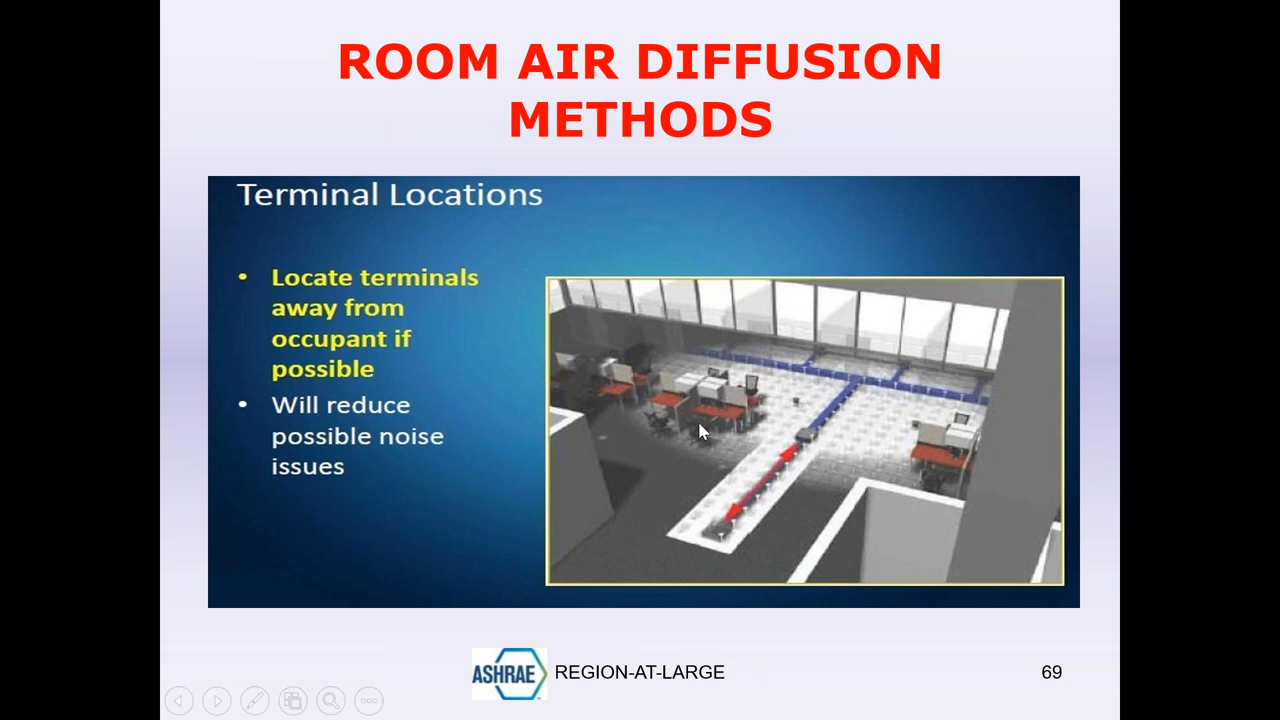 ROOM AIR DIFFUSION
METHODS
Terminal Locations
• Locate terminals
away from
occupant if
possible
• Will reduce
possible noise
issues
ASHRAE REGION-AT-LARGE
69